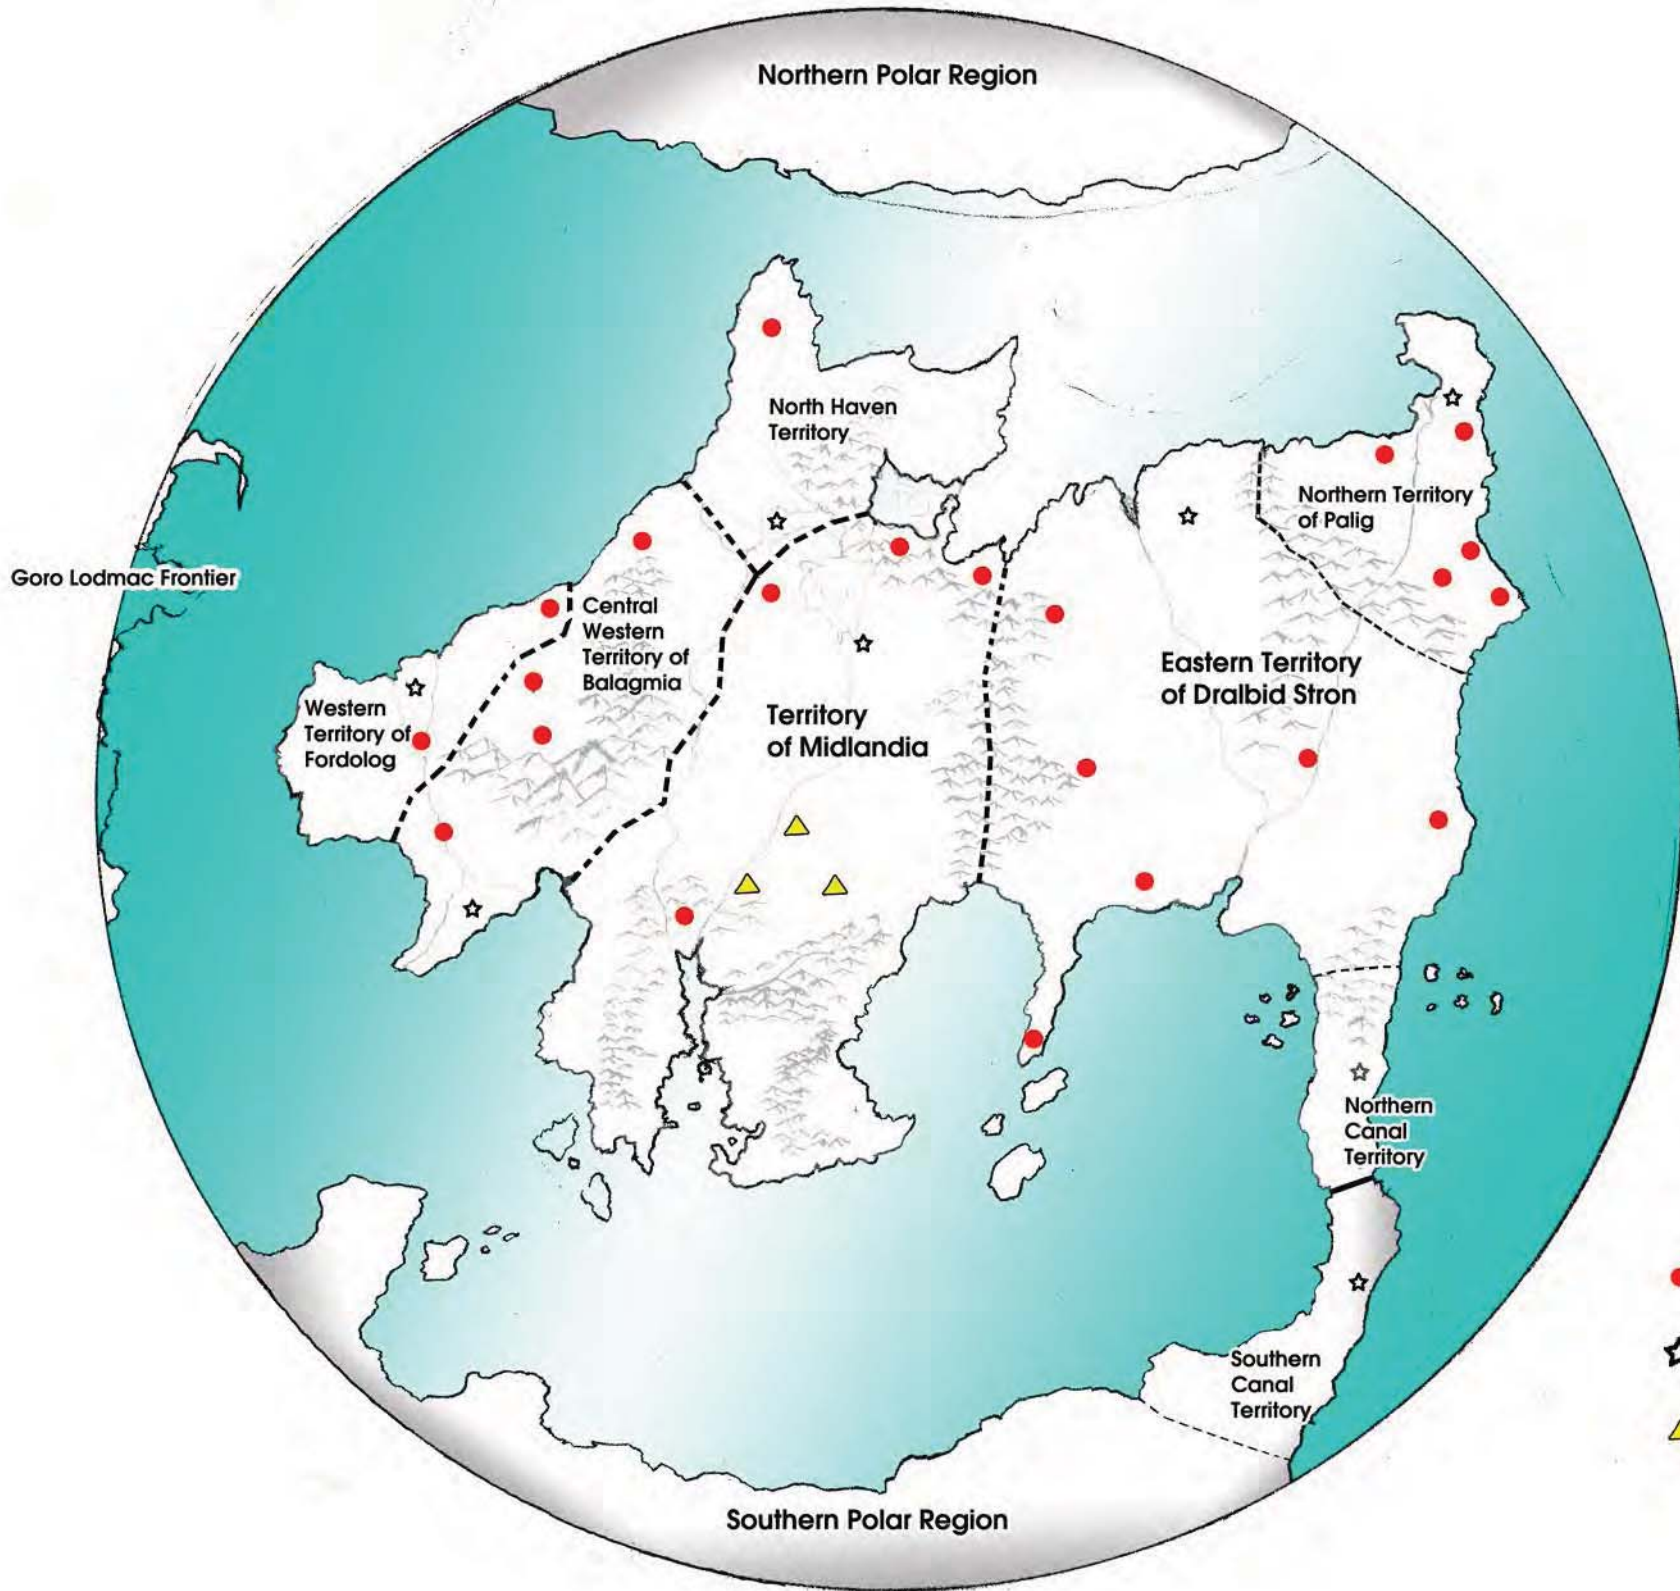 Northern Polar Region
North Haven
Territory
Northern Territory
of Palig
Goro Lodmac Frontier
Central
Western
Territory of
Balagmia
Eastern Territory
of Dralbid Stron
Western
Territory of
Fordolog
Territory
of Midlandia
Northern
Canal
Territory
Southern
Canal
Territory
Southern Polar Region